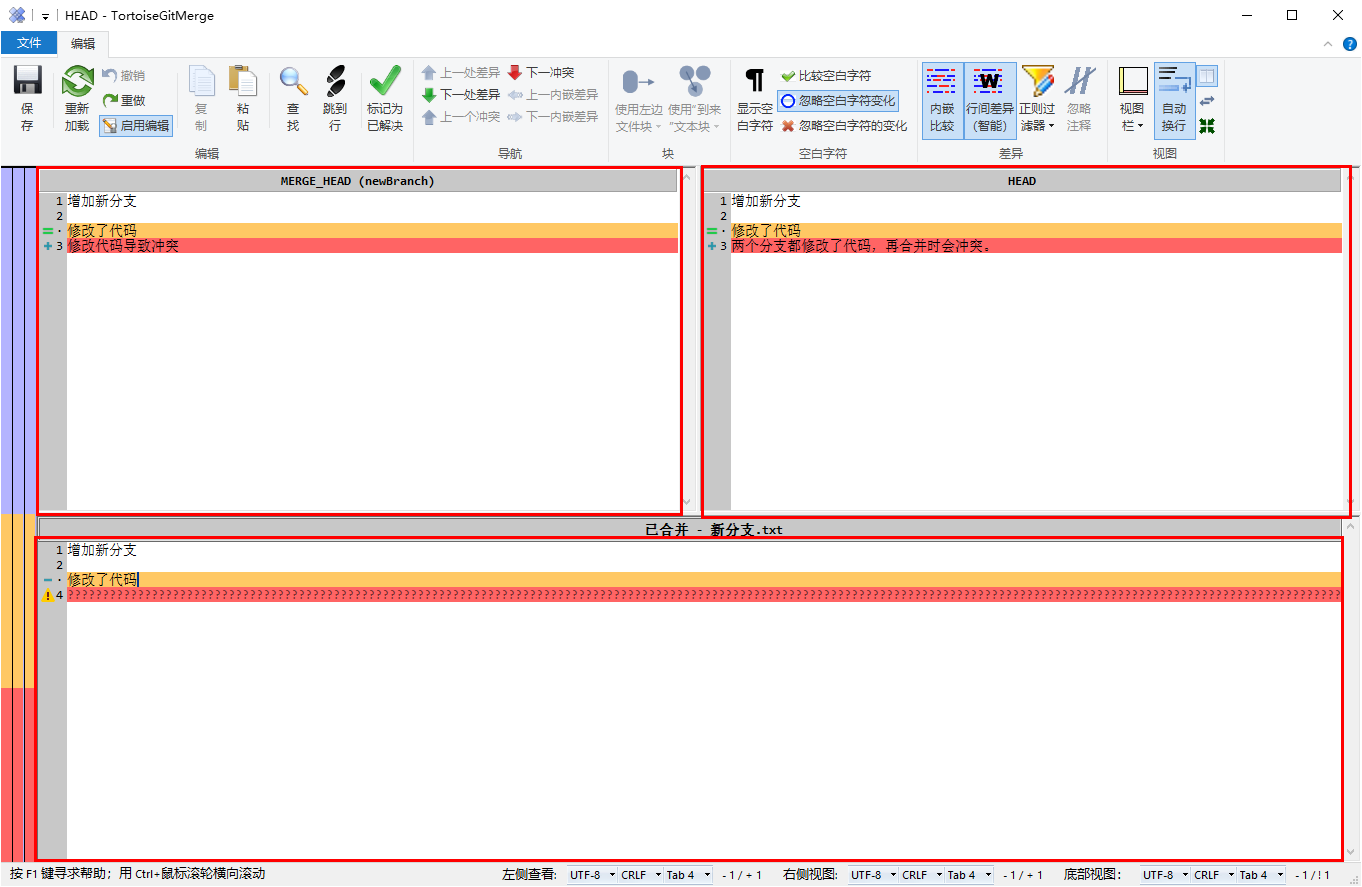 HEAD - TortoiseGitMerge
文件 编辑
保存
重新加载
撤销
重做
启用编辑
复制
粘贴
查找
跳到行
标记为已解决
编辑
上一处差异 下一冲突
下一处差异 上一内嵌差异
上一个冲突 下一内嵌差异
导航
使用左边文件块
使用"到来"文本块
块
显示空白字符
比较空白字符
忽略空白字符变化
忽略空白字符的变化
空白字符
内嵌比较
行间差异（智能）
正则过滤器
忽略注释
差异
视图栏
自动换行
视图
MERGE_HEAD (newBranch)
1 增加新分支
2
修改了代码
3 修改代码导致冲突
HEAD
1 增加新分支
2
修改了代码
3 两个分支都修改了代码，再合并时会冲突。
已合并 - 新分支.txt
1 增加新分支
2
修改了代码
4
按 F1 键寻求帮助；用 Ctrl+鼠标滚轮横向滚动 左侧查看: UTF-8 CRLF Tab 4 - 1 / + 1 右侧视图: UTF-8 CRLF Tab 4 - 1 / + 1 底部视图: UTF-8 CRLF Tab 4 - 1 / ! 1